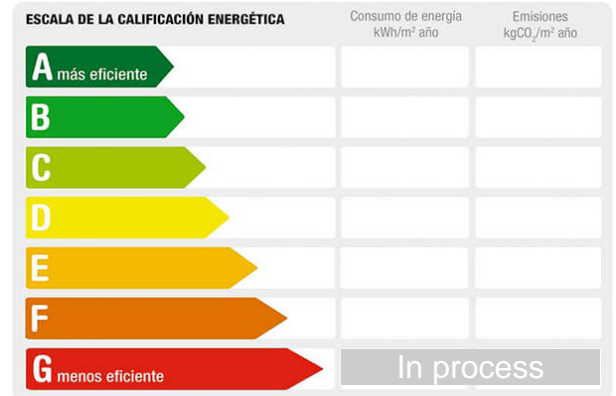 ESCALA DE LA CALIFICACIÓN ENERGÉTICA
Consumo de energía
kWh/m² año
Emisiones
kgCO₂/m² año
A más eficiente
B
C
D
E
F
G menos eficiente
In process